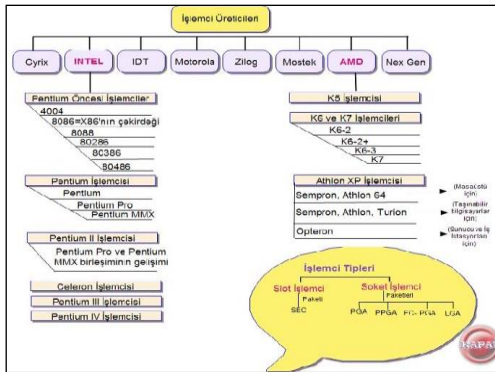 İşlemci Üreticileri
Cyrix
INTEL
IDT
Motorola
Zilog
Mostek
AMD
Nex Gen
Pentium Öncesi İşlemciler
4004
8086=X86'nın çekirdeği
8088
80286
80386
80486
Pentium İşlemcisi
Pentium
Pentium Pro
Pentium MMX
Pentium II İşlemcisi
Pentium Pro ve Pentium
MMX birleşiminin gelişimi
Celeron İşlemcisi
Pentium III İşlemcisi
Pentium IV İşlemcisi
K5 İşlemcisi
K6 ve K7 İşlemcileri
K6-2
K6-2+
K6-3
K7
Athlon XP İşlemcisi
Sempron, Athlon 64
(Masaüstü
için)
Sempron, Athlon, Turion
(Taşınabilir
bilgisayarlar
için)
Opteron
(Sunucu ve İş
İstasyonları
için)
İşlemci Tipleri
Slot İşlemci
Paketi
SEC
Soket İşlemci
Paketleri
PGA
PPGA
FC- PGA
LGA
KAPAT